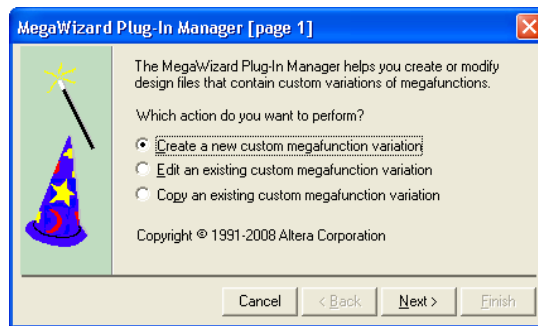 MegaWizard Plug-In Manager [page 1]
The MegaWizard Plug-In Manager helps you create or modify
design files that contain custom variations of megafunctions.
Which action do you want to perform?
Create a new custom megafunction variation
Edit an existing custom megafunction variation
Copy an existing custom megafunction variation
Copyright © 1991-2008 Altera Corporation
Cancel
< Back
Next >
Finish